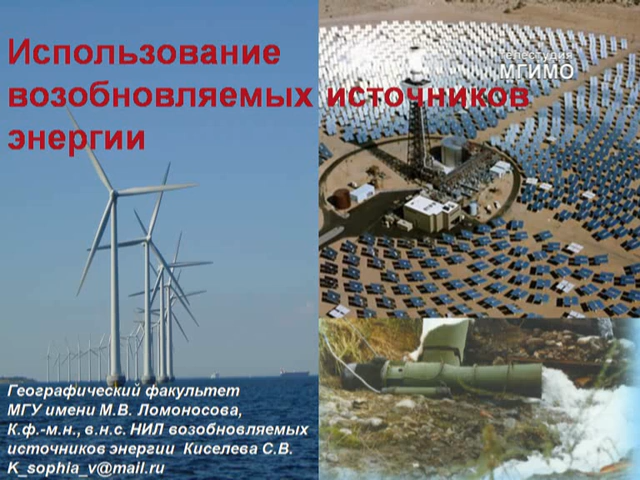 Использование
возобновляемых источников
энергии
Телестудия
МГИМО
Географический факультет
МГУ имени М.В. Ломоносова,
К.ф.-м.н., в.н.с. НИЛ возобновляемых
источников энергии Киселева С.В.
K_sophia_v@mail.ru